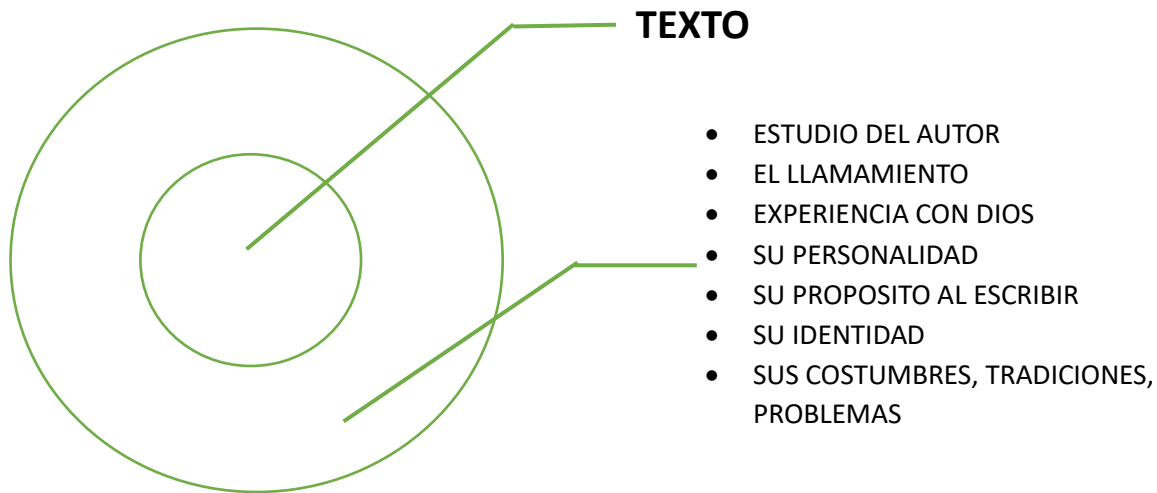 TEXTO
• ESTUDIO DEL AUTOR
• EL LLAMAMIENTO
• EXPERIENCIA CON DIOS
• SU PERSONALIDAD
• SU PROPOSITO AL ESCRIBIR
• SU IDENTIDAD
• SUS COSTUMBRES, TRADICIONES,
PROBLEMAS